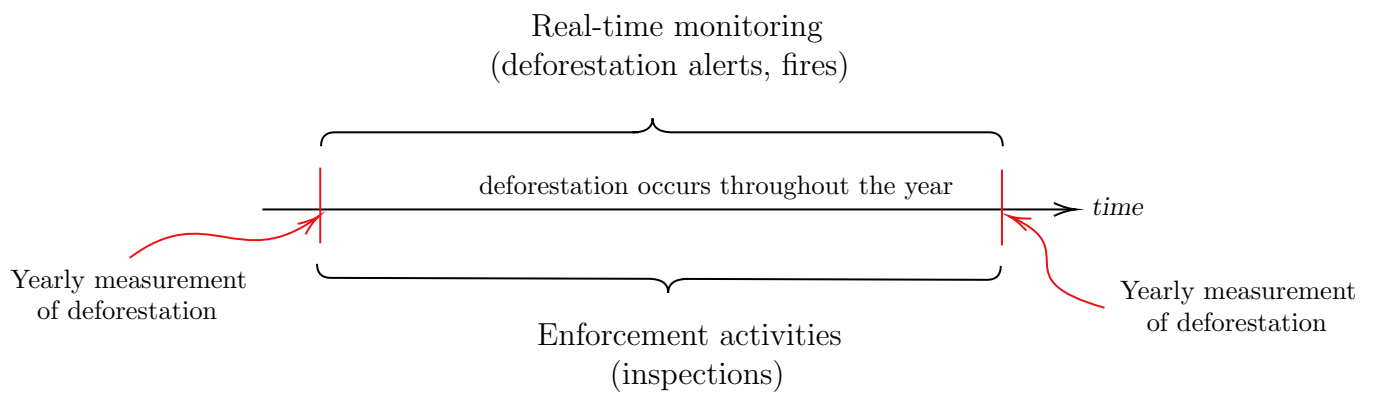 Real-time monitoring
(deforestation alerts, fires)
deforestation occurs throughout the year
time
Yearly measurement
of deforestation
Yearly measurement
of deforestation
Enforcement activities
(inspections)